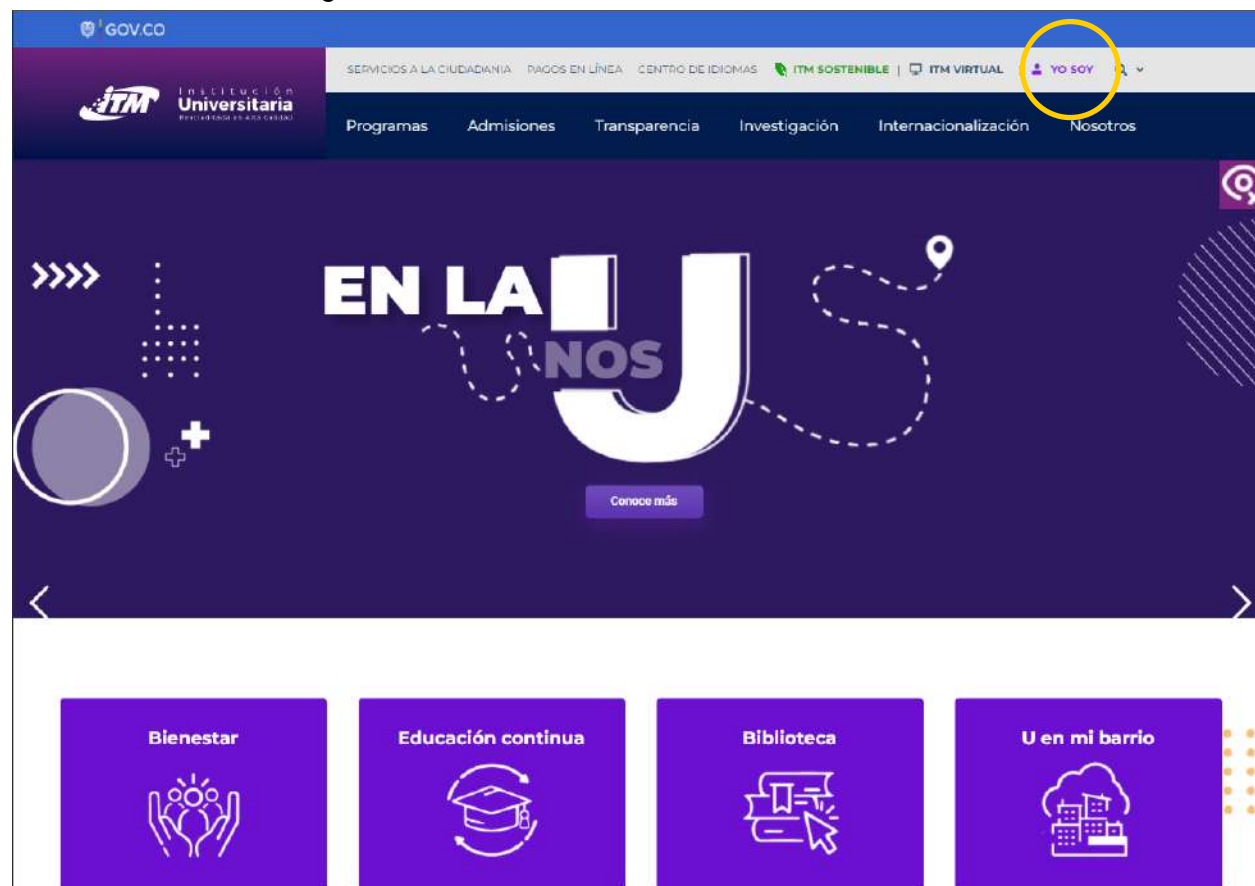 GOV.CO
SERVICIOS A LA CIUDADANIA PAGOS EN LÍNEA CENTRO DE IDIOMAS ITM SOSTENIBLE | ITM VIRTUAL | YO SOY
iTM Institución
Universitaria
Programas Admisiones Transparencia Investigación Internacionalización Nosotros
EN LA U
NOS
Conoce más
Bienestar Educación continua Biblioteca U en mi barrio